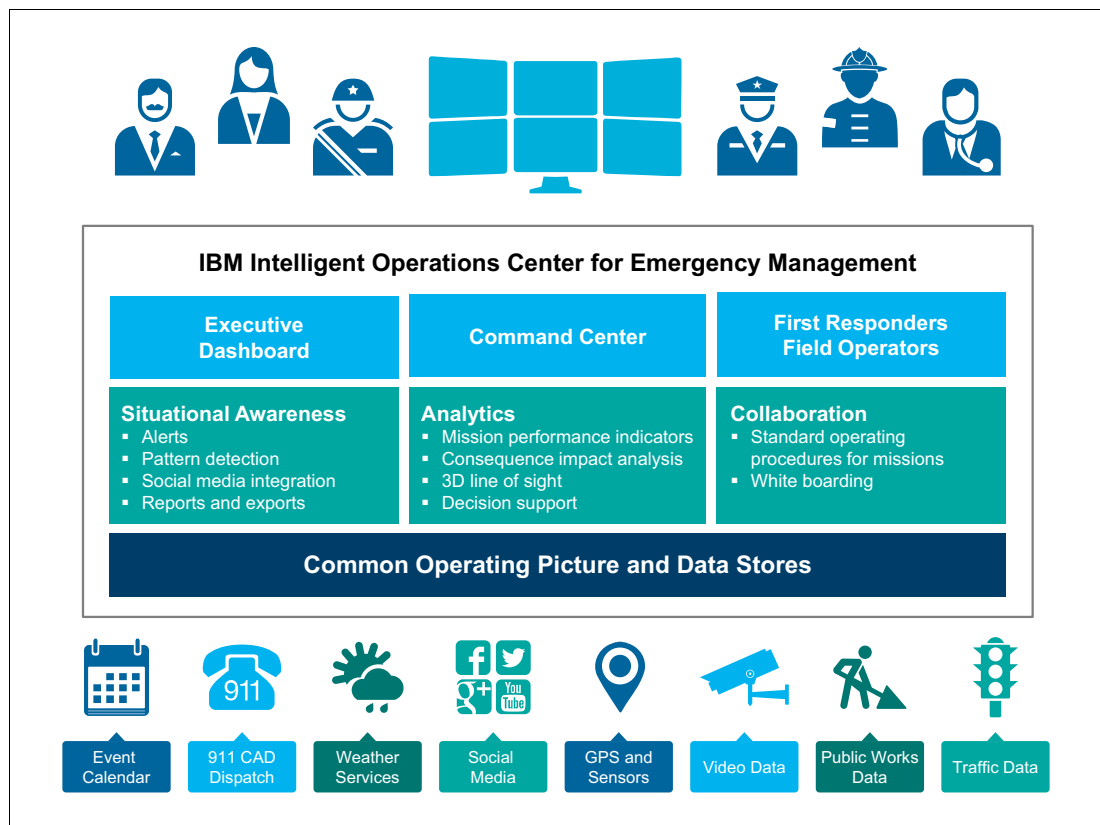 IBM Intelligent Operations Center for Emergency Management
Executive
Dashboard
Command Center
First Responders
Field Operators
Situational Awareness
▪ Alerts
▪ Pattern detection
▪ Social media integration
▪ Reports and exports
Analytics
▪ Mission performance indicators
▪ Consequence impact analysis
▪ 3D line of sight
▪ Decision support
Collaboration
▪ Standard operating
procedures for missions
▪ White boarding
Common Operating Picture and Data Stores
911
f
g+
You
Tube
Event
Calendar
911 CAD
Dispatch
Weather
Services
Social
Media
GPS and
Sensors
Video Data
Public Works
Data
Traffic Data